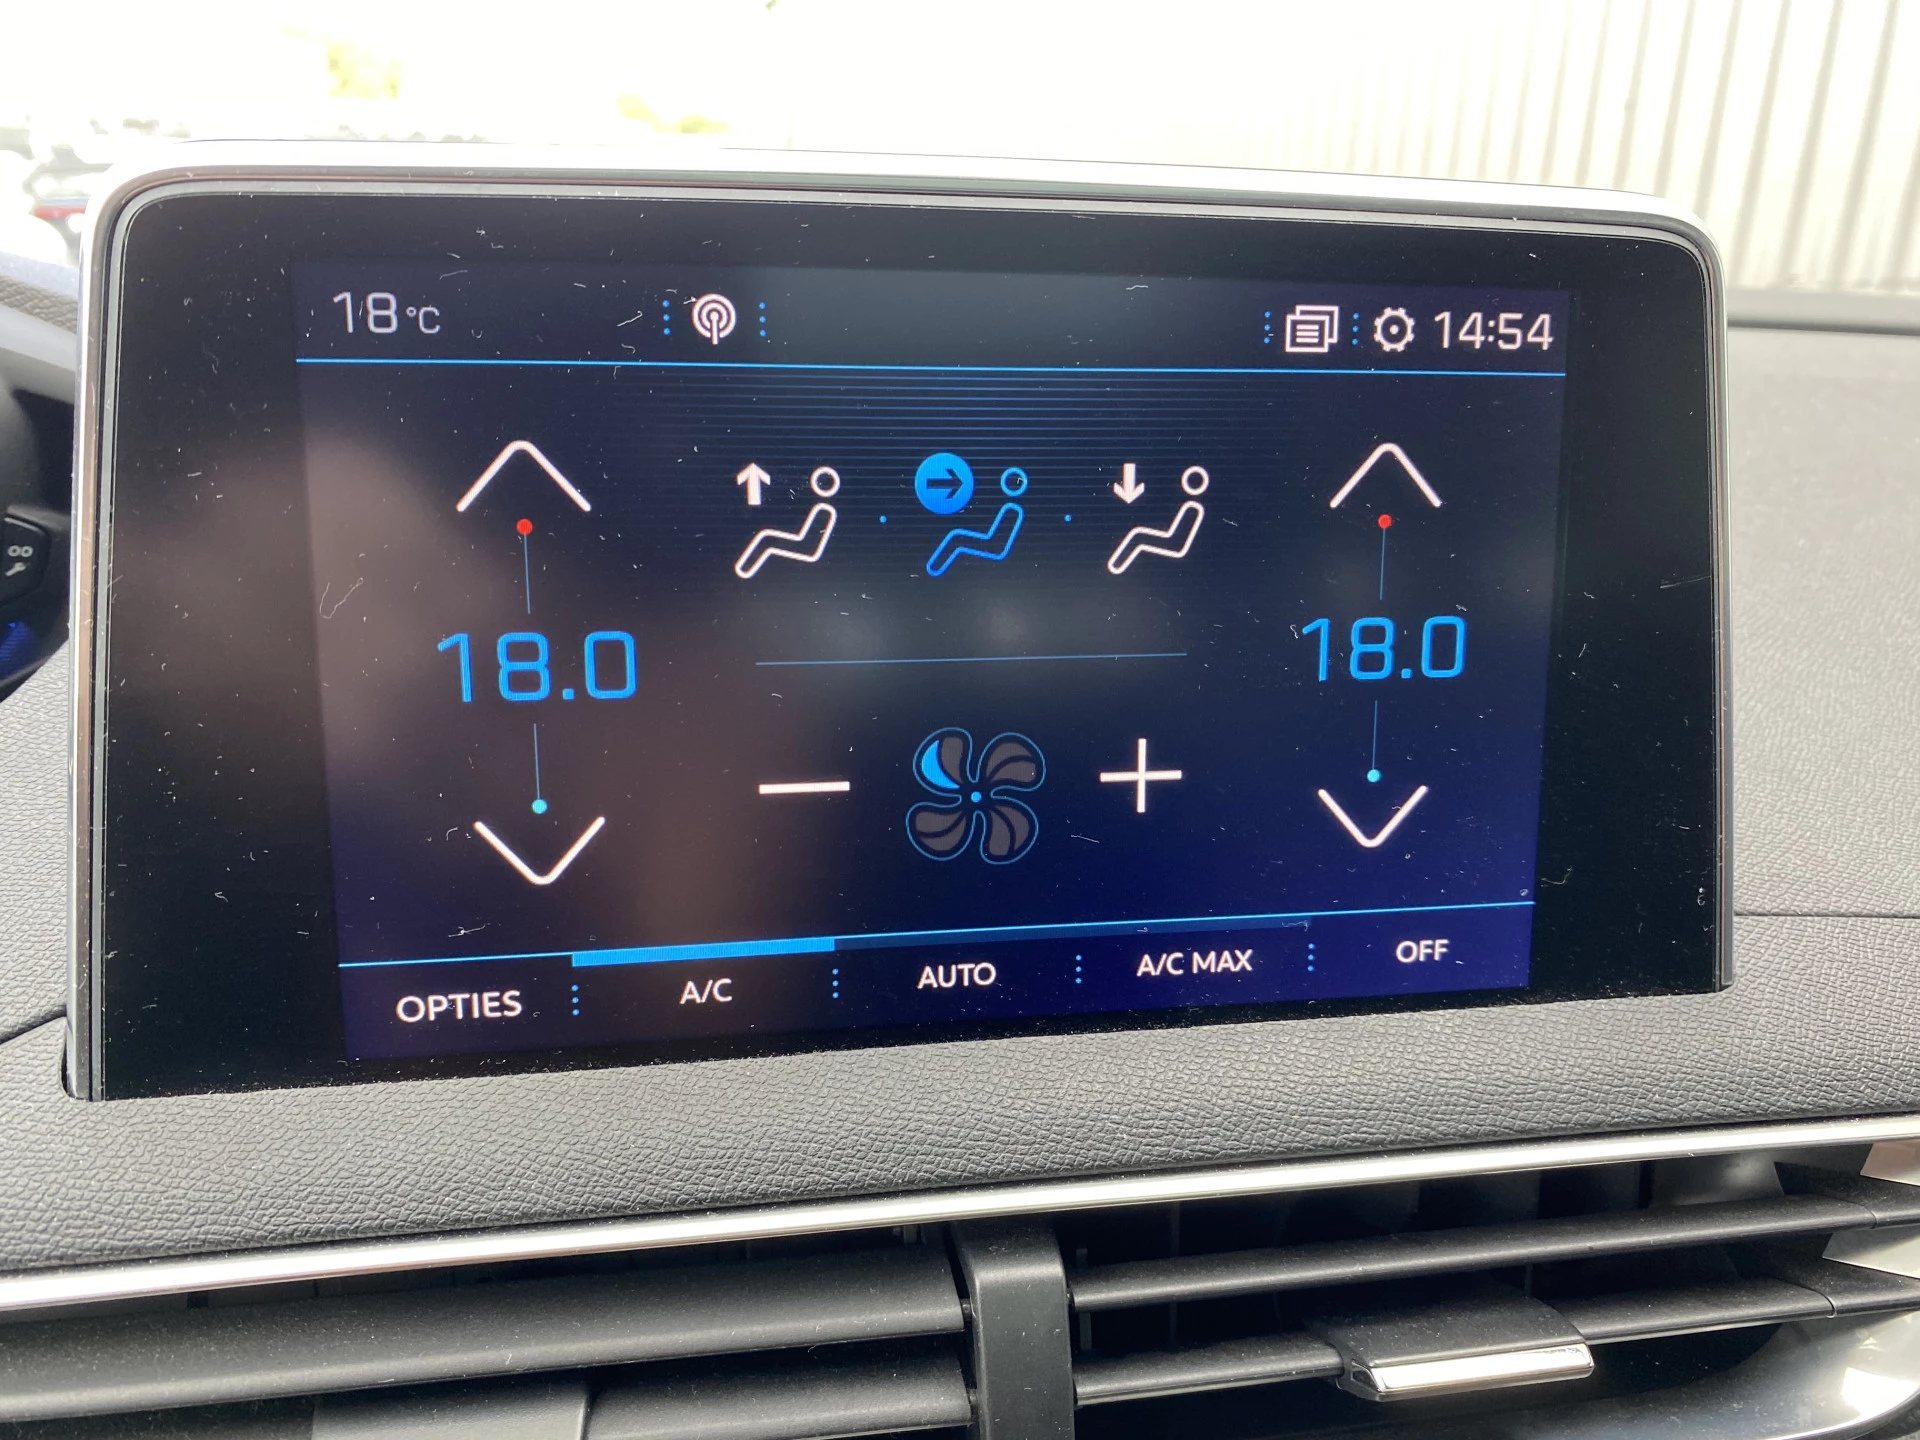 18°C
14:54
18.0
18.0
OPTIES
A/C
AUTO
A/C MAX
OFF